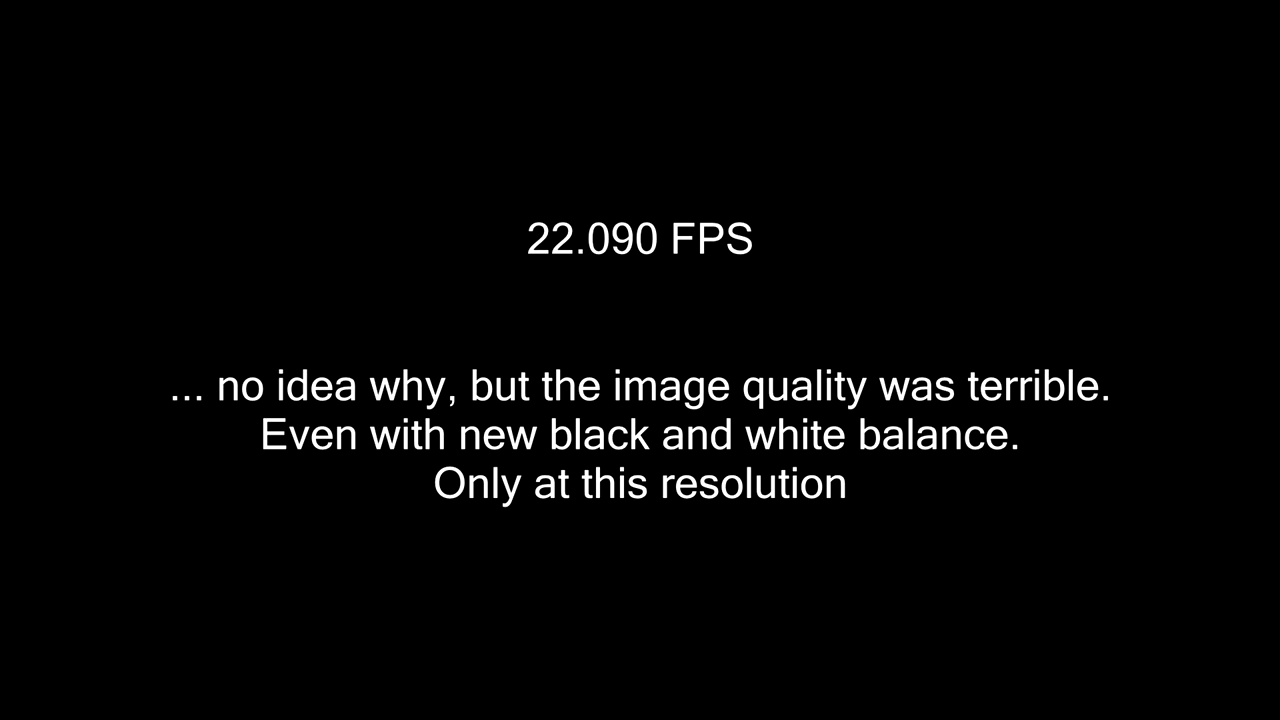 22.090 FPS
... no idea why, but the image quality was terrible.
Even with new black and white balance.
Only at this resolution